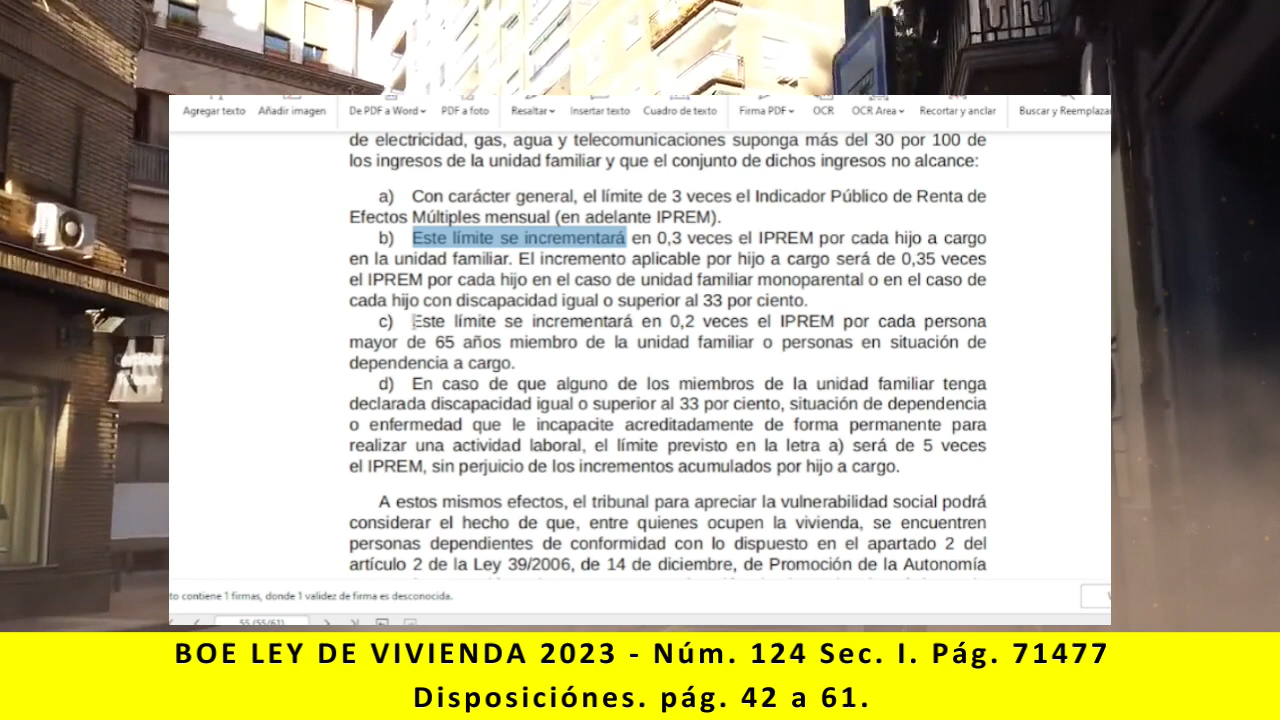 Agregar texto Añadir imagen De PDF a Word PDF a foto Resaltar Insertar texto Cuadro de texto Firma PDF OCR OCR Area Recortar y anclar Buscar y Reemplaza
de electricidad, gas, agua y telecomunicaciones suponga más del 30 por 100 de
los ingresos de la unidad familiar y que el conjunto de dichos ingresos no alcance:
a) Con carácter general, el límite de 3 veces el Indicador Público de Renta de
Efectos Múltiples mensual (en adelante IPREM).
b) Este límite se incrementará en 0,3 veces el IPREM por cada hijo a cargo
en la unidad familiar. El incremento aplicable por hijo a cargo será de 0,35 veces
el IPREM por cada hijo en el caso de unidad familiar monoparental o en el caso de
cada hijo con discapacidad igual o superior al 33 por ciento.
c) Este límite se incrementará en 0,2 veces el IPREM por cada persona
mayor de 65 años miembro de la unidad familiar o personas en situación de
dependencia a cargo.
d) En caso de que alguno de los miembros de la unidad familiar tenga
declarada discapacidad igual o superior al 33 por ciento, situación de dependencia
o enfermedad que le incapacite acreditadamente de forma permanente para
realizar una actividad laboral, el límite previsto en la letra a) será de 5 veces
el IPREM, sin perjuicio de los incrementos acumulados por hijo a cargo.
A estos mismos efectos, el tribunal para apreciar la vulnerabilidad social podrá
considerar el hecho de que, entre quienes ocupen la vivienda, se encuentren
personas dependientes de conformidad con lo dispuesto en el apartado 2 del
artículo 2 de la Ley 39/2006, de 14 de diciembre, de Promoción de la Autonomía
to contiene 1 firmas, donde 1 validez de firma es desconocida.
55 (55/61)
BOE LEY DE VIVIENDA 2023 - Núm. 124 Sec. I. Pág. 71477
Disposiciónes. pág. 42 a 61.